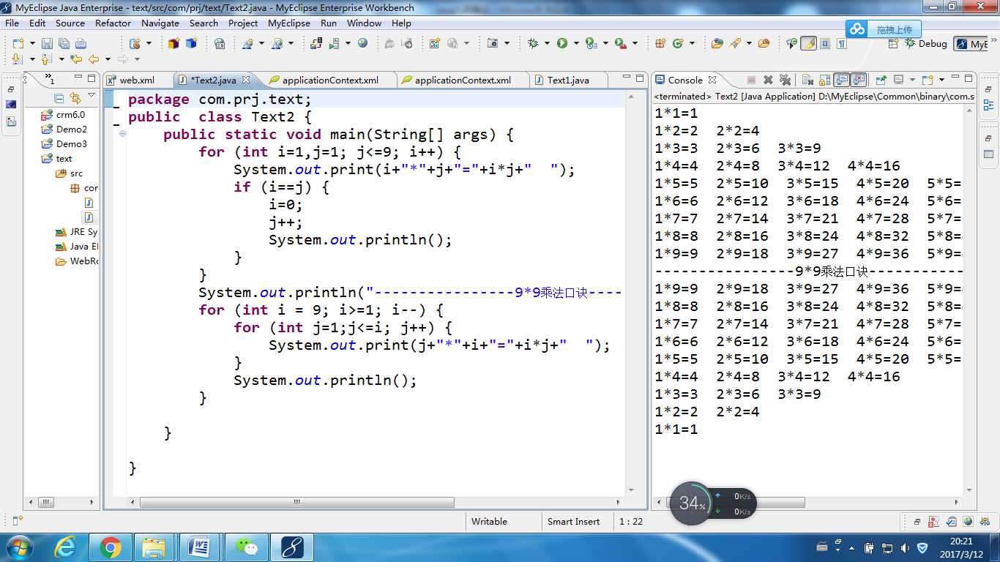 MyEclipse Java Enterprise - text/src/com/prj/text/Text2.java - MyEclipse Enterprise Workbench
File Edit Source Refactor Navigate Search Project MyEclipse Run Window Help
拖拽上传
Debug
MyE
1
crm6.0
Demo2
Demo3
text
src
cor
JRE Sy
Java E
WebRo
web.xml *Text2.java applicationContext.xml applicationContext.xml Text1.java
package com.prj.text;
public  class Text2 {
    public static void main(String[] args) {
        for (int i=1,j=1; j<=9; i++) {
            System.out.print(i+"*"+j+"="+i*j+"  ");
            if (i==j) {
                i=0;
                j++;
                System.out.println();
            }
        }
        System.out.println("----------------9*9乘法口诀----
        for (int i = 9; i>=1; i--) {
            for (int j=1;j<=i; j++) {
                System.out.print(j+"*"+i+"="+i*j+"  ");
            }
            System.out.println();
        }
    }
}
Console
<terminated> Text2 [Java Application] D:\MyEclipse\Common\binary\com.s
1*1=1
1*2=2  2*2=4
1*3=3  2*3=6  3*3=9
1*4=4  2*4=8  3*4=12  4*4=16
1*5=5  2*5=10  3*5=15  4*5=20  5*5=
1*6=6  2*6=12  3*6=18  4*6=24  5*6=
1*7=7  2*7=14  3*7=21  4*7=28  5*7=
1*8=8  2*8=16  3*8=24  4*8=32  5*8=
1*9=9  2*9=18  3*9=27  4*9=36  5*9=
----------------9*9乘法口诀-----------
1*9=9  2*9=18  3*9=27  4*9=36  5*9=
1*8=8  2*8=16  3*8=24  4*8=32  5*8=
1*7=7  2*7=14  3*7=21  4*7=28  5*7=
1*6=6  2*6=12  3*6=18  4*6=24  5*6=
1*5=5  2*5=10  3*5=15  4*5=20  5*5=
1*4=4  2*4=8  3*4=12  4*4=16
1*3=3  2*3=6  3*3=9
1*2=2  2*2=4
1*1=1
34%
0K/s
0K/s
Writable Smart Insert 1 : 22
20:21
2017/3/12